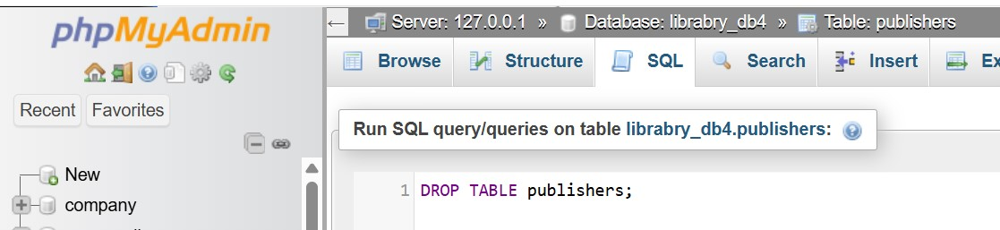 phpMyAdmin
Recent Favorites
New
company
← Server: 127.0.0.1 » Database: librabry_db4 » Table: publishers
Browse Structure SQL Search Insert Ex
Run SQL query/queries on table librabry_db4.publishers:
1 DROP TABLE publishers;